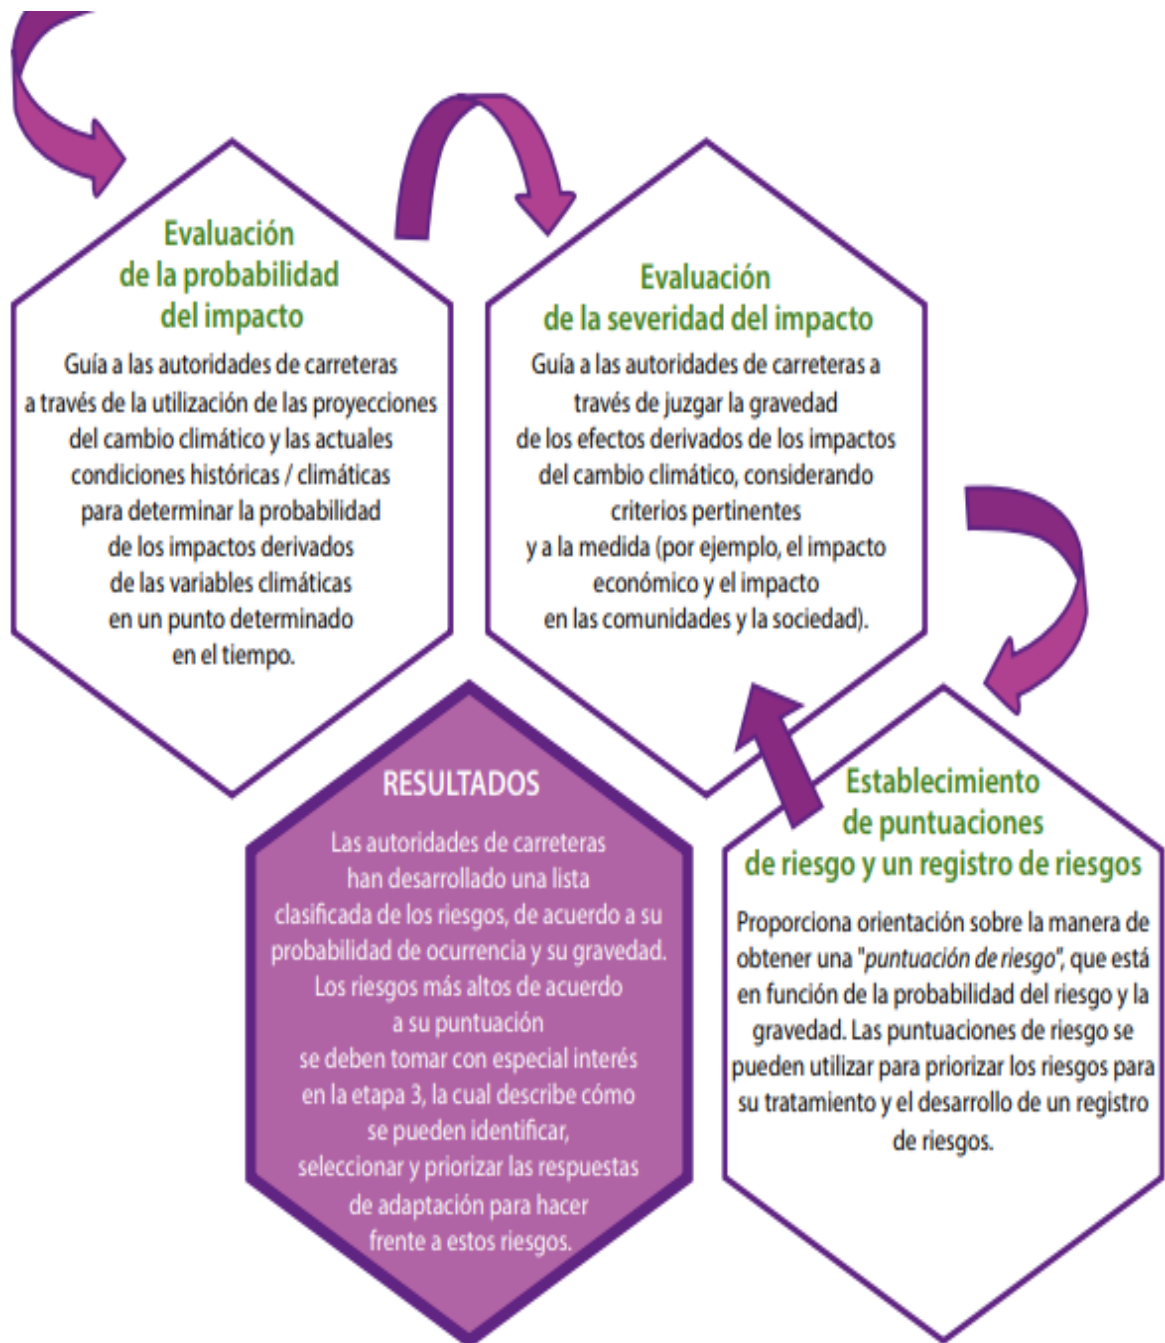 Evaluación
de la probabilidad
del impacto
Guía a las autoridades de carreteras
a través de la utilización de las proyecciones
del cambio climático y las actuales
condiciones históricas / climáticas
para determinar la probabilidad
de los impactos derivados
de las variables climáticas
en un punto determinado
en el tiempo.
Evaluación
de la severidad del impacto
Guía a las autoridades de carreteras a
través de juzgar la gravedad
de los efectos derivados de los impactos
del cambio climático, considerando
criterios pertinentes
y a la medida (por ejemplo, el impacto
económico y el impacto
en las comunidades y la sociedad).
Establecimiento
de puntuaciones
de riesgo y un registro de riesgos
Proporciona orientación sobre la manera de
obtener una "puntuación de riesgo", que está
en función de la probabilidad del riesgo y la
gravedad. Las puntuaciones de riesgo se
pueden utilizar para priorizar los riesgos para
su tratamiento y el desarrollo de un registro
de riesgos.
RESULTADOS
Las autoridades de carreteras
han desarrollado una lista
clasificada de los riesgos, de acuerdo a su
probabilidad de ocurrencia y su gravedad.
Los riesgos más altos de acuerdo
a su puntuación
se deben tomar con especial interés
en la etapa 3, la cual describe cómo
se pueden identificar,
seleccionar y priorizar las respuestas
de adaptación para hacer
frente a estos riesgos.